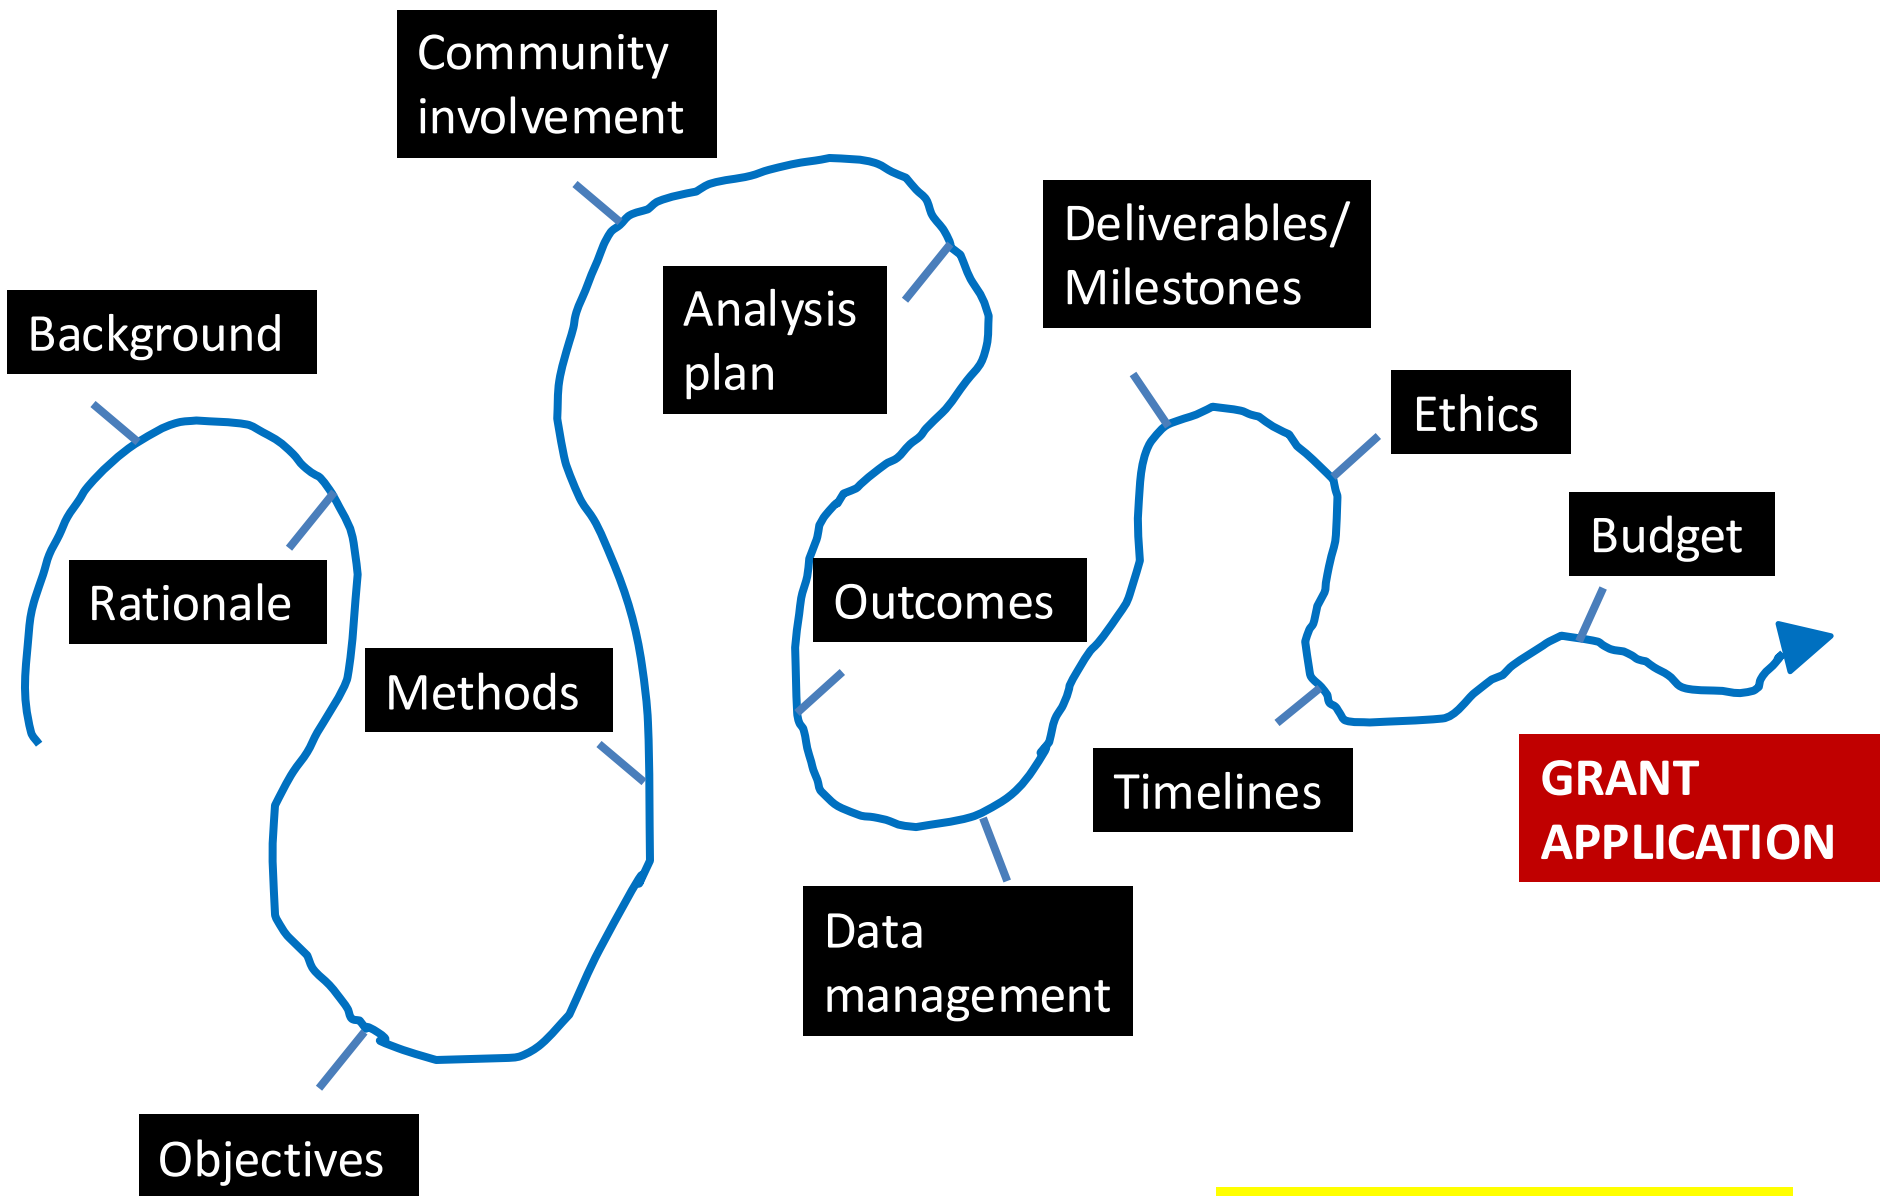 Background
Rationale
Objectives
Methods
Community
involvement
Analysis
plan
Outcomes
Data
management
Deliverables/
Milestones
Ethics
Timelines
Budget
GRANT
APPLICATION